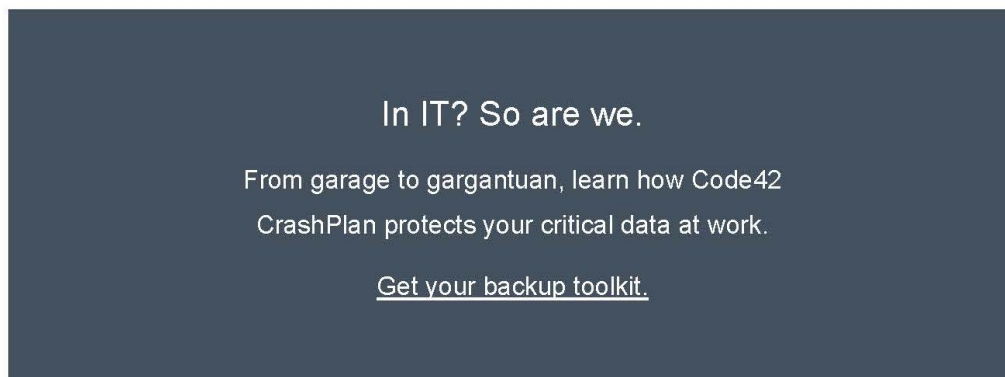 In IT? So are we.
From garage to gargantuan, learn how Code42
CrashPlan protects your critical data at work.
Get your backup toolkit.